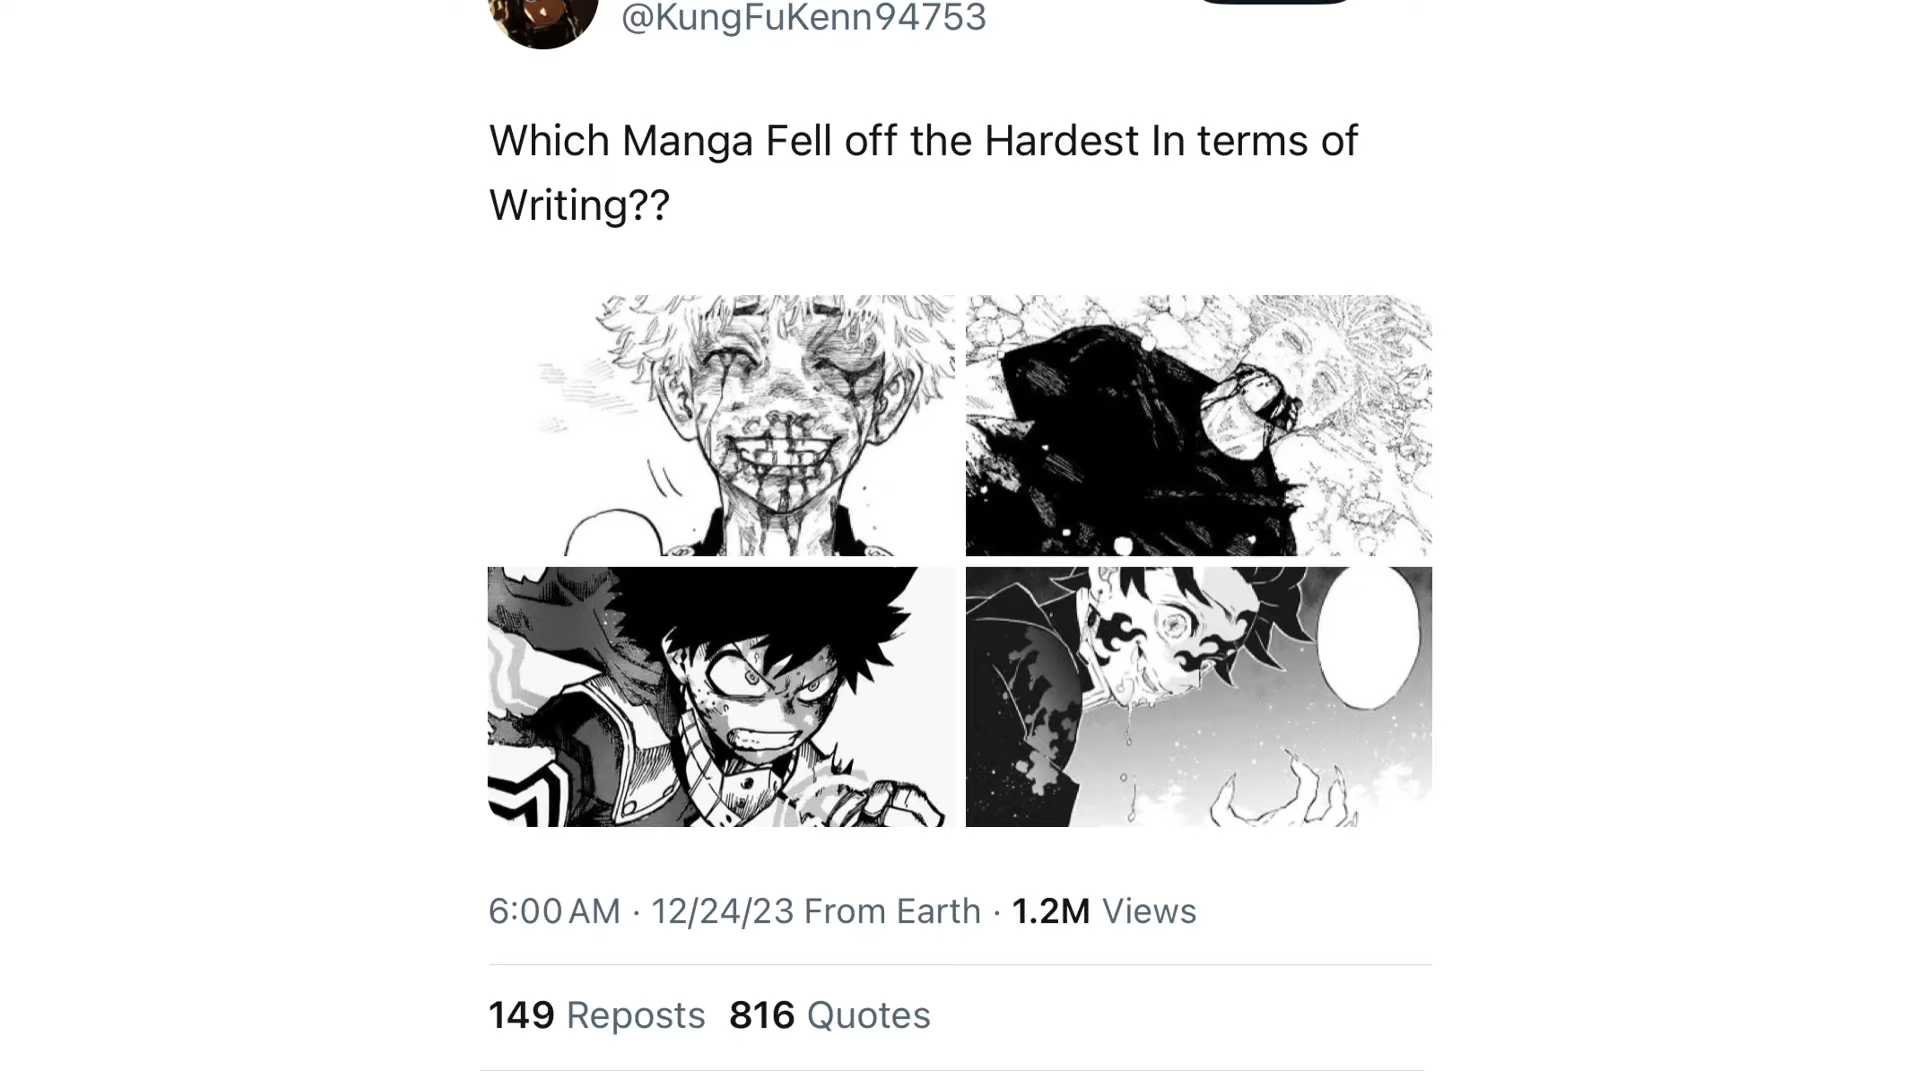 @KungFuKenn94753
Which Manga Fell off the Hardest In terms of
Writing??
6:00 AM · 12/24/23 From Earth · 1.2M Views
149 Reposts 816 Quotes